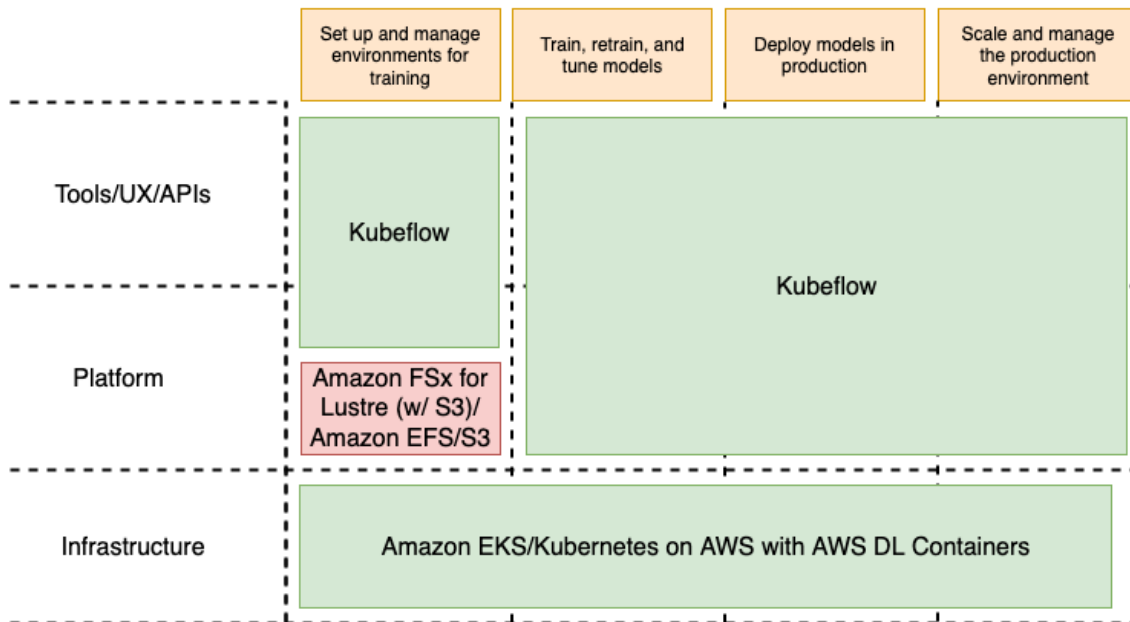 Set up and manage
environments for
training
Train, retrain, and
tune models
Deploy models in
production
Scale and manage
the production
environment
Tools/UX/APIs
Kubeflow
Kubeflow
Platform
Amazon FSx for
Lustre (w/ S3)/
Amazon EFS/S3
Infrastructure
Amazon EKS/Kubernetes on AWS with AWS DL Containers